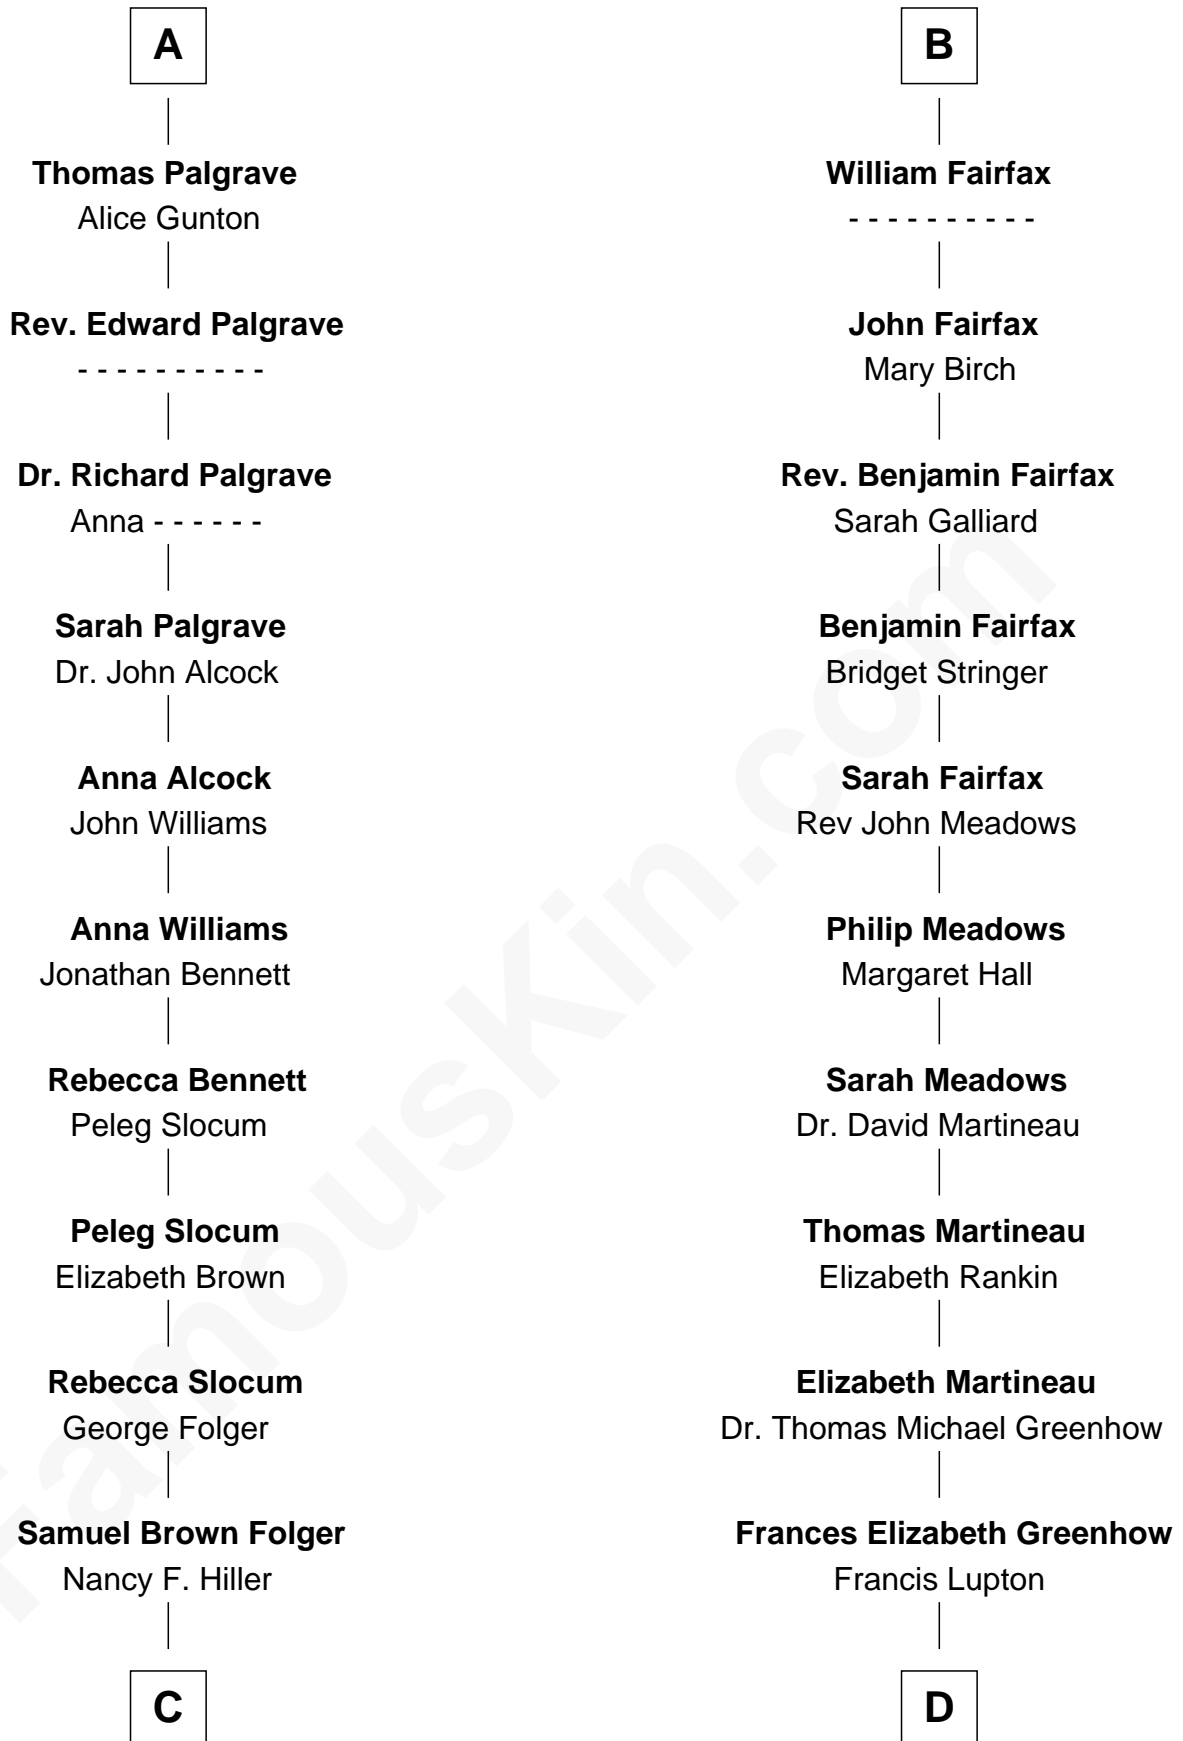 A
Thomas Palgrave
Alice Gunton
Rev. Edward Palgrave
- - - - - - - - - -
Dr. Richard Palgrave
Anna - - - - - -
Sarah Palgrave
Dr. John Alcock
Anna Alcock
John Williams
Anna Williams
Jonathan Bennett
Rebecca Bennett
Peleg Slocum
Peleg Slocum
Elizabeth Brown
Rebecca Slocum
George Folger
Samuel Brown Folger
Nancy F. Hiller
C
B
William Fairfax
- - - - - - - - - -
John Fairfax
Mary Birch
Rev. Benjamin Fairfax
Sarah Galliard
Benjamin Fairfax
Bridget Stringer
Sarah Fairfax
Rev John Meadows
Philip Meadows
Margaret Hall
Sarah Meadows
Dr. David Martineau
Thomas Martineau
Elizabeth Rankin
Elizabeth Martineau
Dr. Thomas Michael Greenhow
Frances Elizabeth Greenhow
Francis Lupton
D
FamousKin.com